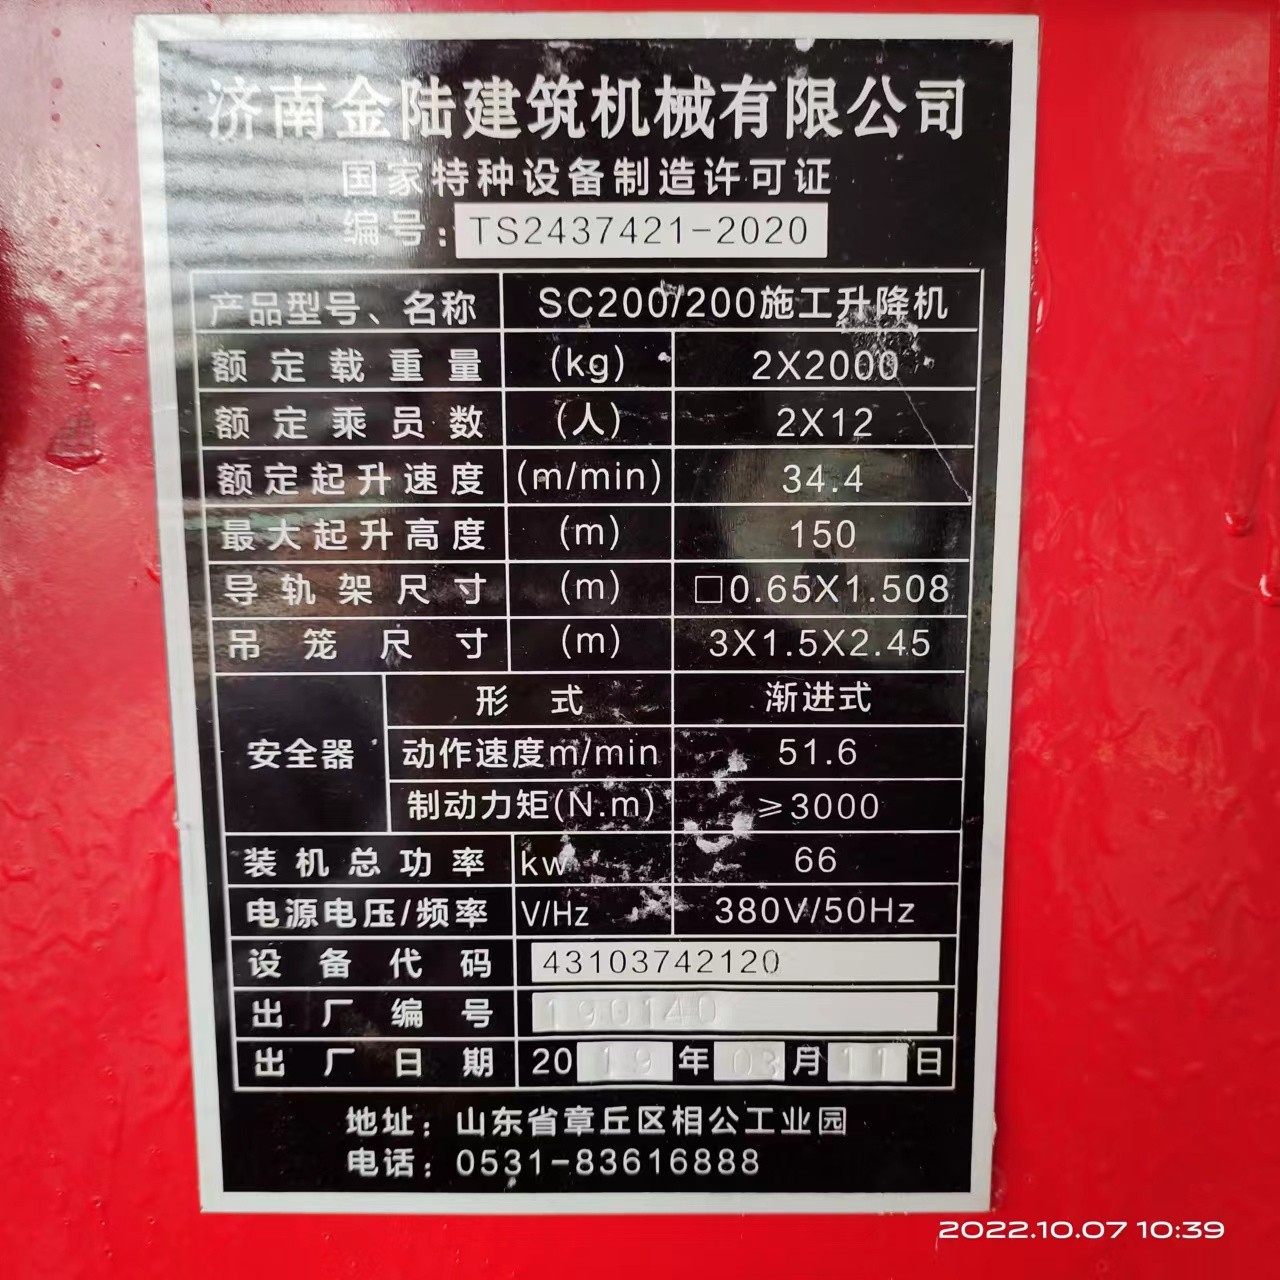 济南金陆建筑机械有限公司
国家特种设备制造许可证
编号:TS2437421-2020
产品型号、名称 SC200/200施工升降机
额定载重量 (kg) 2X2000
额定乘员数 (人) 2X12
额定起升速度 (m/min) 34.4
最大起升高度 (m) 150
导轨架尺寸 (m) □0.65X1.508
吊笼尺寸 (m) 3X1.5X2.45
安全器 形式 渐进式
动作速度m/min 51.6
制动力矩(N.m) ≥3000
装机总功率 kw 66
电源电压/频率 V/Hz 380V/50Hz
设备代码 43103742120
出厂编号 190140
出厂日期 2019年03月11日
地址：山东省章丘区相公工业园
电话：0531-83616888
2022.10.07 10:39